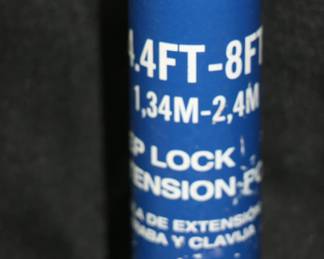 4.4FT-8FT
1,34M-2,4M
LOCK
DE EXTENSIÓN
Y CLAVIJA